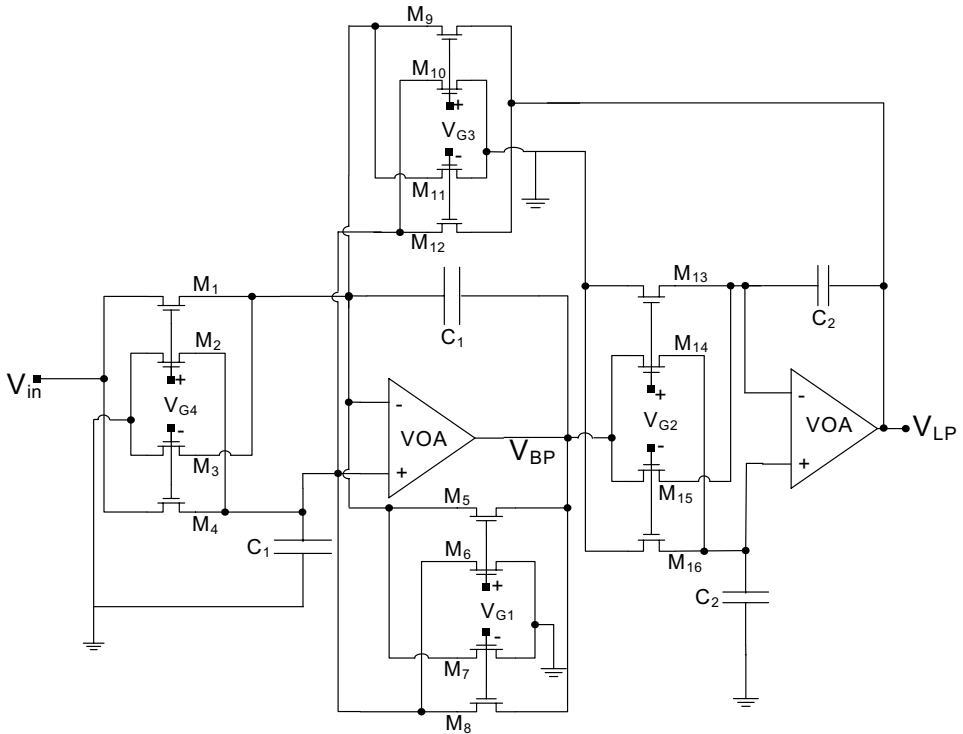 M9
M10
+
VG3
-
M11
M12
M1
M2
+
Vin
VG4
-
M3
M4
C1
C1
-
VOA
+
VBP
M5
M6
+
VG1
-
M7
M8
M13
M14
+
VG2
-
M15
M16
C2
-
VOA
+
VLP
C2